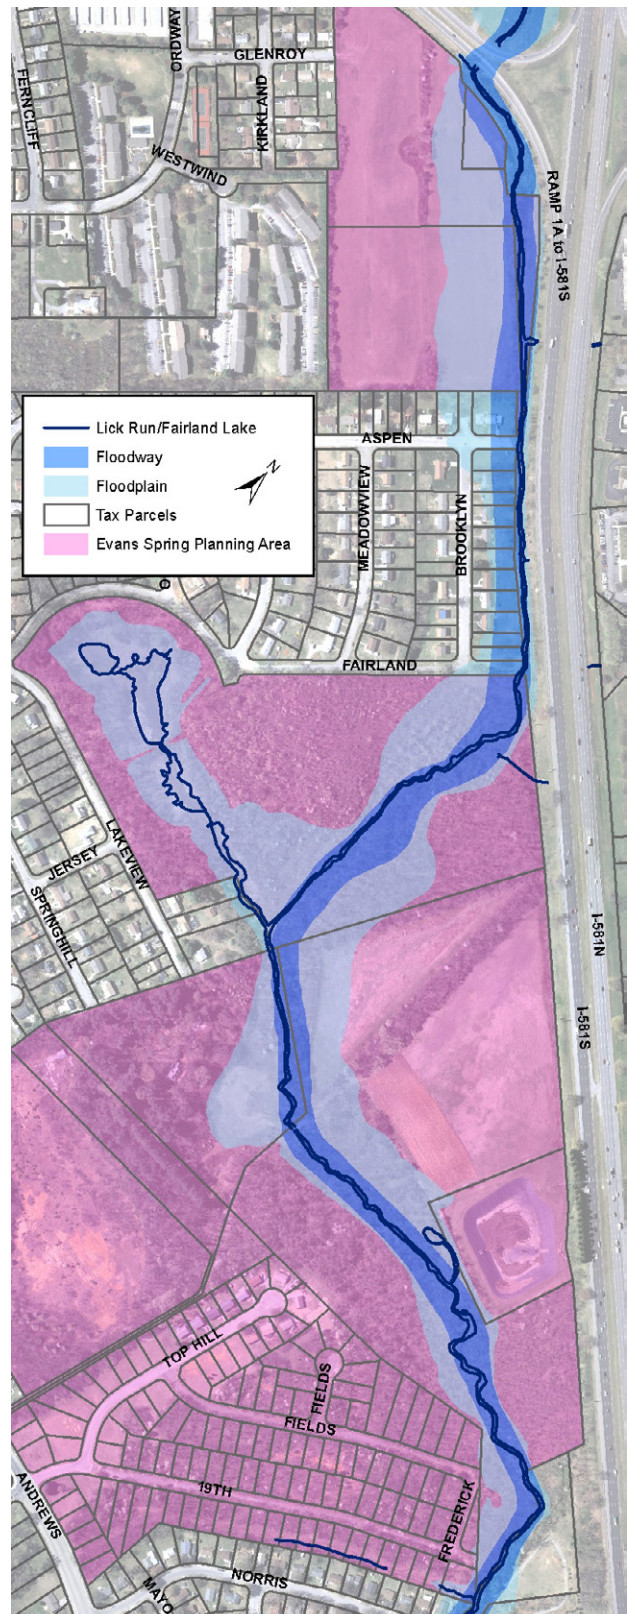 ORDWAY
GLENROY
FERNCLIFF
KIRKLAND
WESTWIND
RAMP 1A to I-581S
Lick Run/Fairland Lake
Floodway
Floodplain
Tax Parcels
Evans Spring Planning Area
N
ASPEN
MEADOWVIEW
BROOKLYN
O
FAIRLAND
LAKEVIEW
JERSEY
SPRINGHILL
I-581N
I-581S
TOP HILL
FIELDS
FIELDS
19TH
FREDERICK
ANDREWS
NORRIS
MAYO